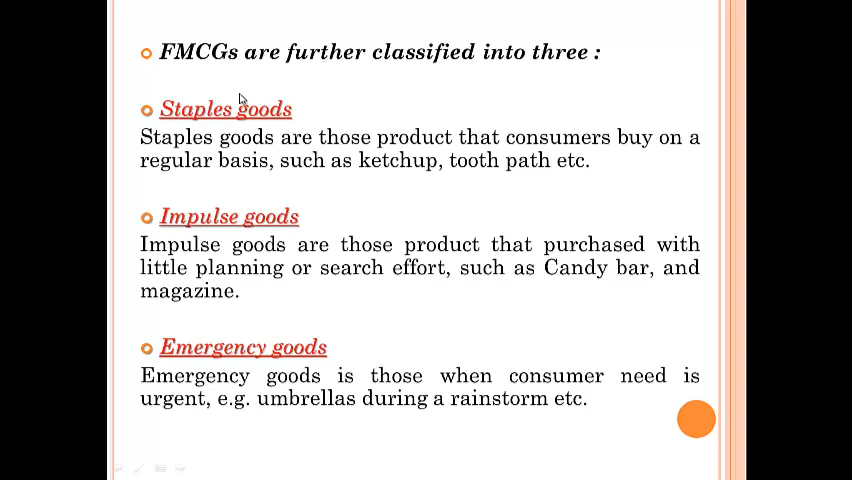 FMCGs are further classified into three :
Staples goods
Staples goods are those product that consumers buy on a
regular basis, such as ketchup, tooth path etc.
Impulse goods
Impulse goods are those product that purchased with
little planning or search effort, such as Candy bar, and
magazine.
Emergency goods
Emergency goods is those when consumer need is
urgent, e.g. umbrellas during a rainstorm etc.